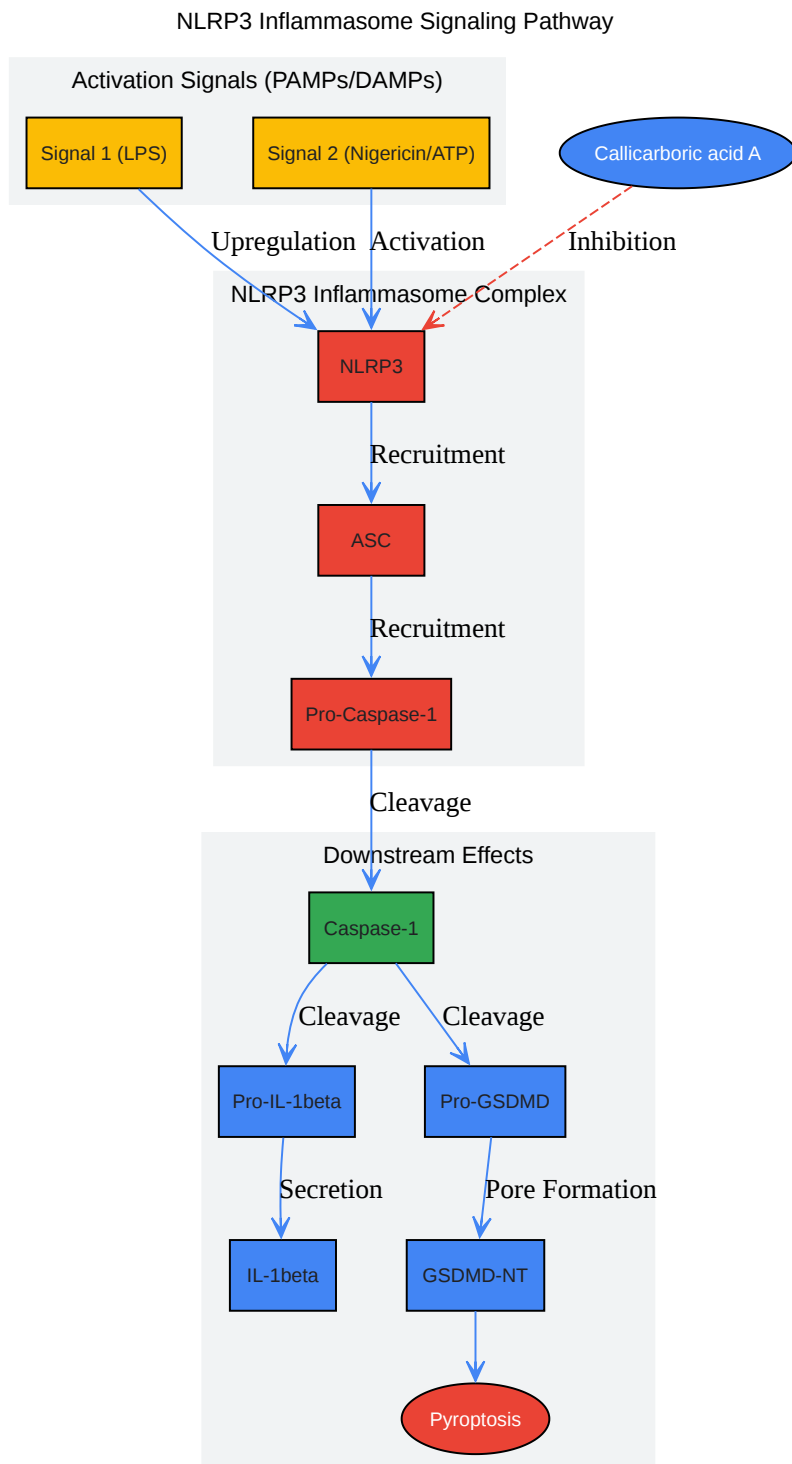 NLRP3 Inflammasome Signaling Pathway
Activation Signals (PAMPs/DAMPs)
Signal 1 (LPS)
Signal 2 (Nigericin/ATP)
Callicarboric acid A
Upregulation
Activation
Inhibition
NLRP3 Inflammasome Complex
NLRP3
Recruitment
ASC
Recruitment
Pro-Caspase-1
Cleavage
Downstream Effects
Caspase-1
Cleavage
Cleavage
Pro-IL-1beta
Pro-GSDMD
Secretion
Pore Formation
IL-1beta
GSDMD-NT
Pyroptosis